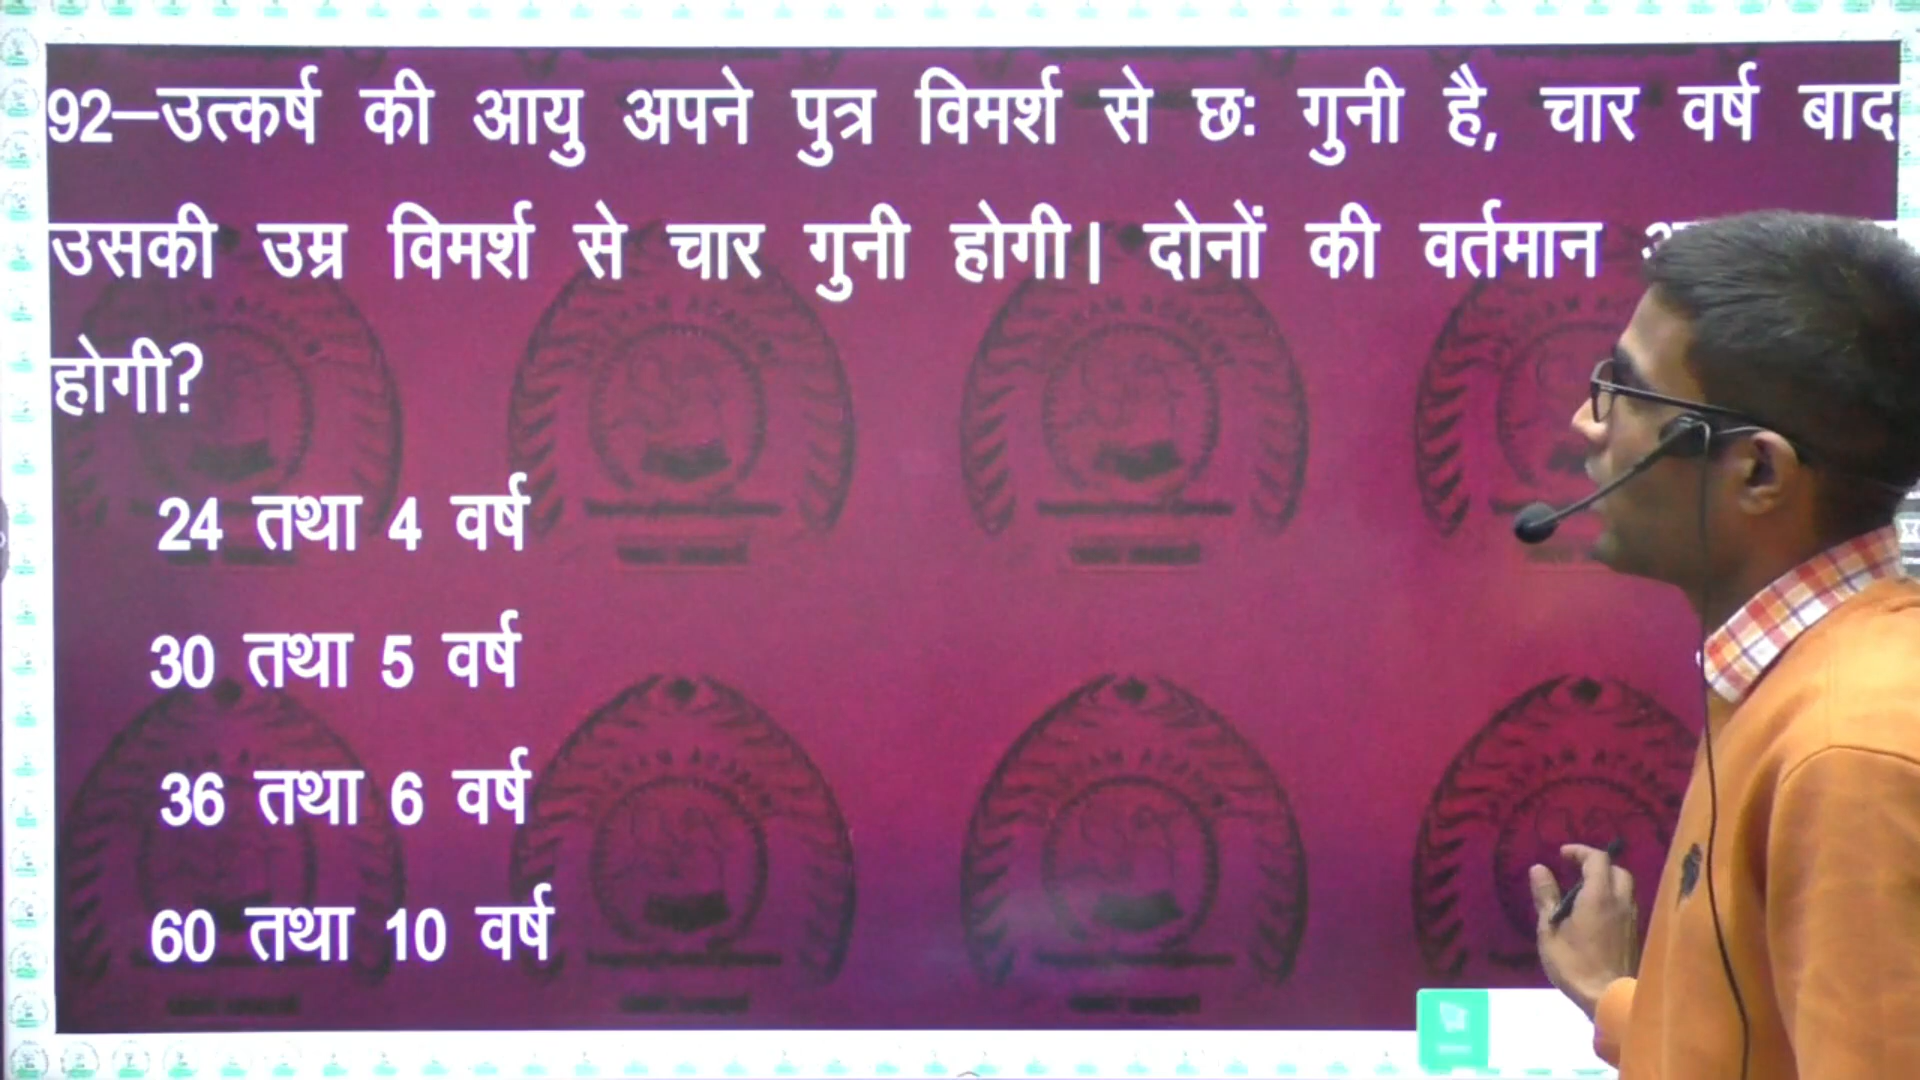 92–उत्कर्ष की आयु अपने पुत्र विमर्श से छः गुनी है, चार वर्ष बाद
उसकी उम्र विमर्श से चार गुनी होगी। दोनों की वर्तमान
होगी?
24 तथा 4 वर्ष
30 तथा 5 वर्ष
36 तथा 6 वर्ष
60 तथा 10 वर्ष